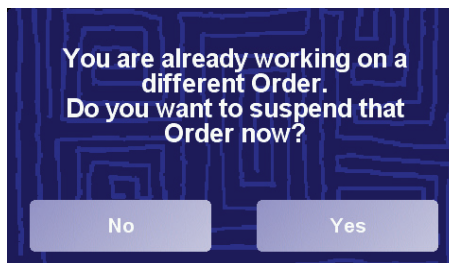 You are already working on a
different Order.
Do you want to suspend that
Order now?
No
Yes